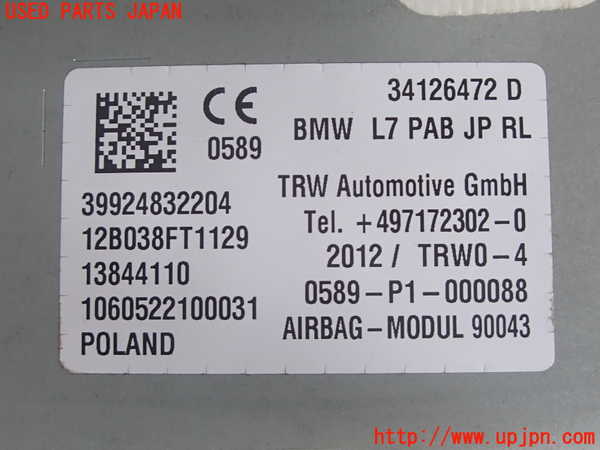 USED PARTS JAPAN
CE
0589
34126472 D
BMW L7 PAB JP RL
39924832204
12B038FT1129
13844110
1060522100031
POLAND
TRW Automotive GmbH
Tel. +497172302-0
2012/ TRW0-4
0589-P1-000088
AIRBAG-MODUL 90043
http://www.upjpn.com